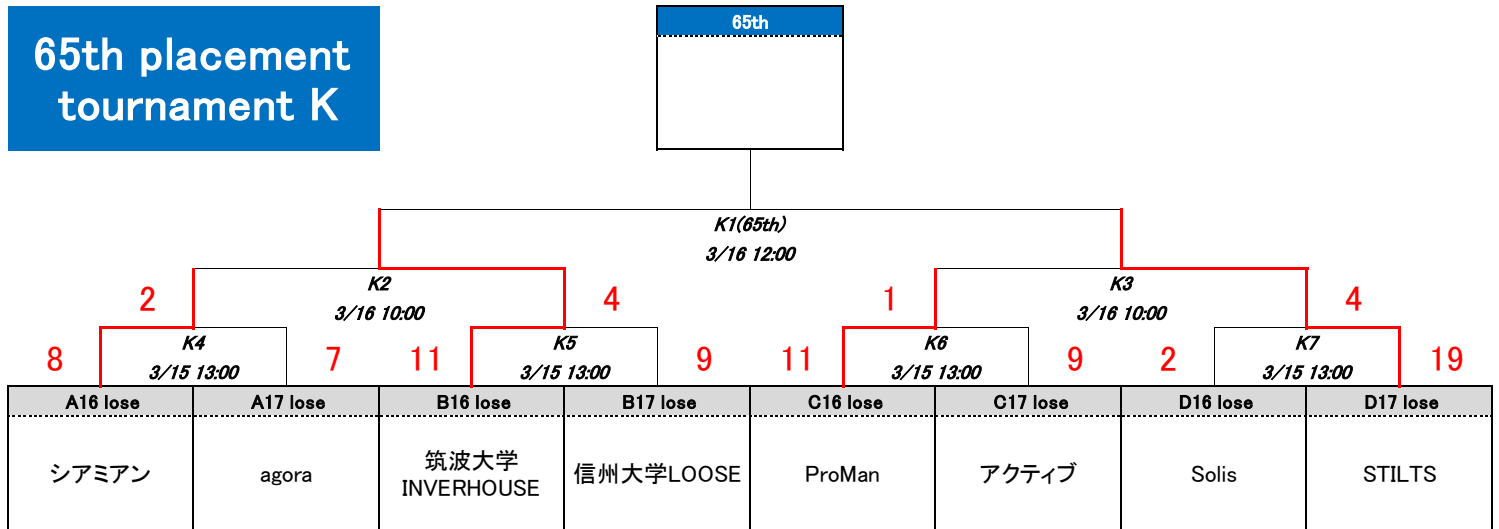 65th placement
tournament K
65th
K1(65th)
3/16 12:00
K2
3/16 10:00
K3
3/16 10:00
2
4
1
4
K4
3/15 13:00
K5
3/15 13:00
K6
3/15 13:00
K7
3/15 13:00
8
7
11
9
11
9
2
19
A16 lose
A17 lose
B16 lose
B17 lose
C16 lose
C17 lose
D16 lose
D17 lose
シアミアン
agora
筑波大学
INVERHOUSE
信州大学LOOSE
ProMan
アクティブ
Solis
STILTS